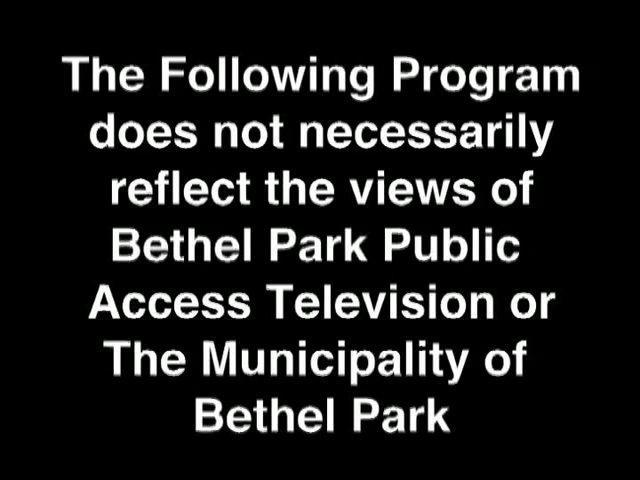 The Following Program
does not necessarily
reflect the views of
Bethel Park Public
Access Television or
The Municipality of
Bethel Park